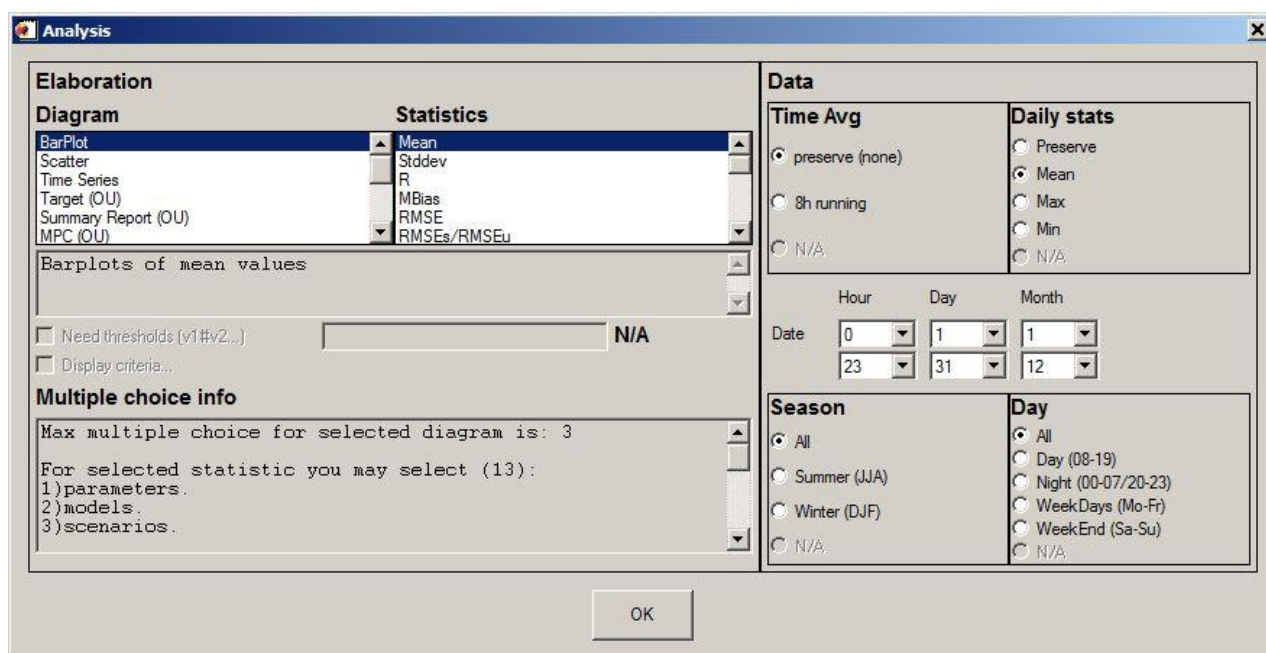 Analysis
Elaboration
Diagram
Statistics
BarPlot
Scatter
Time Series
Target (OU)
Summary Report (OU)
MPC (OU)
Mean
Stddev
R
MBias
RMSE
RMSEs/RMSEu
Barplots of mean values
Need thresholds (v1#v2...)
N/A
Display criteria...
Multiple choice info
Max multiple choice for selected diagram is: 3
For selected statistic you may select (13):
1)parameters.
2)models.
3)scenarios.
Data
Time Avg
preserve (none)
8h running
N/A
Daily stats
Preserve
Mean
Max
Min
N/A
Hour Day Month
Date 0 1 1
23 31 12
Season
All
Summer (JJA)
Winter (DJF)
N/A
Day
All
Day (08-19)
Night (00-07/20-23)
WeekDays (Mo-Fr)
WeekEnd (Sa-Su)
N/A
OK